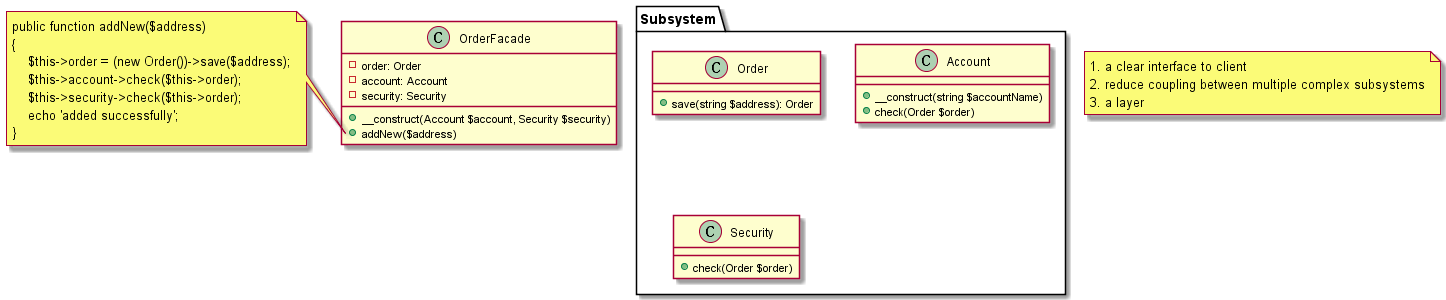 public function addNew($address)
{
$this->order = (new Order())->save($address);
$this->account->check($this->order);
$this->security->check($this->order);
echo 'added successfully';
}
C OrderFacade
order: Order
account: Account
security: Security
__construct(Account $account, Security $security)
addNew($address)
Subsystem
C Order
save(string $address): Order
C Account
__construct(string $accountName)
check(Order $order)
C Security
check(Order $order)
1. a clear interface to client
2. reduce coupling between multiple complex subsystems
3. a layer